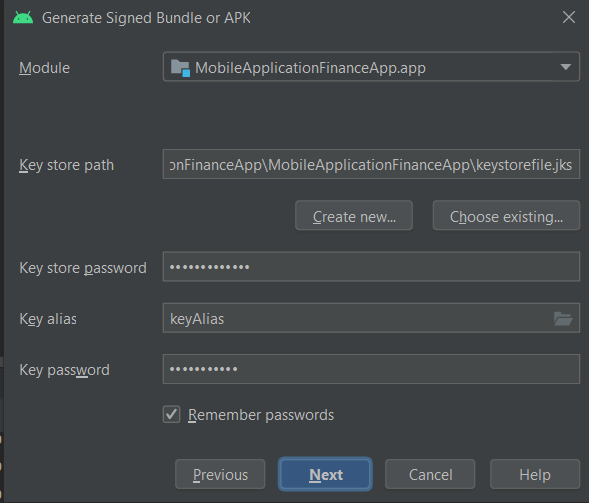 Generate Signed Bundle or APK
Module MobileApplicationFinanceApp.app
Key store path onFinanceApp\MobileApplicationFinanceApp\keystorefile.jks
Create new... Choose existing...
Key store password •••••••••••••
Key alias keyAlias
Key password •••••••••••
Remember passwords
Previous Next Cancel Help